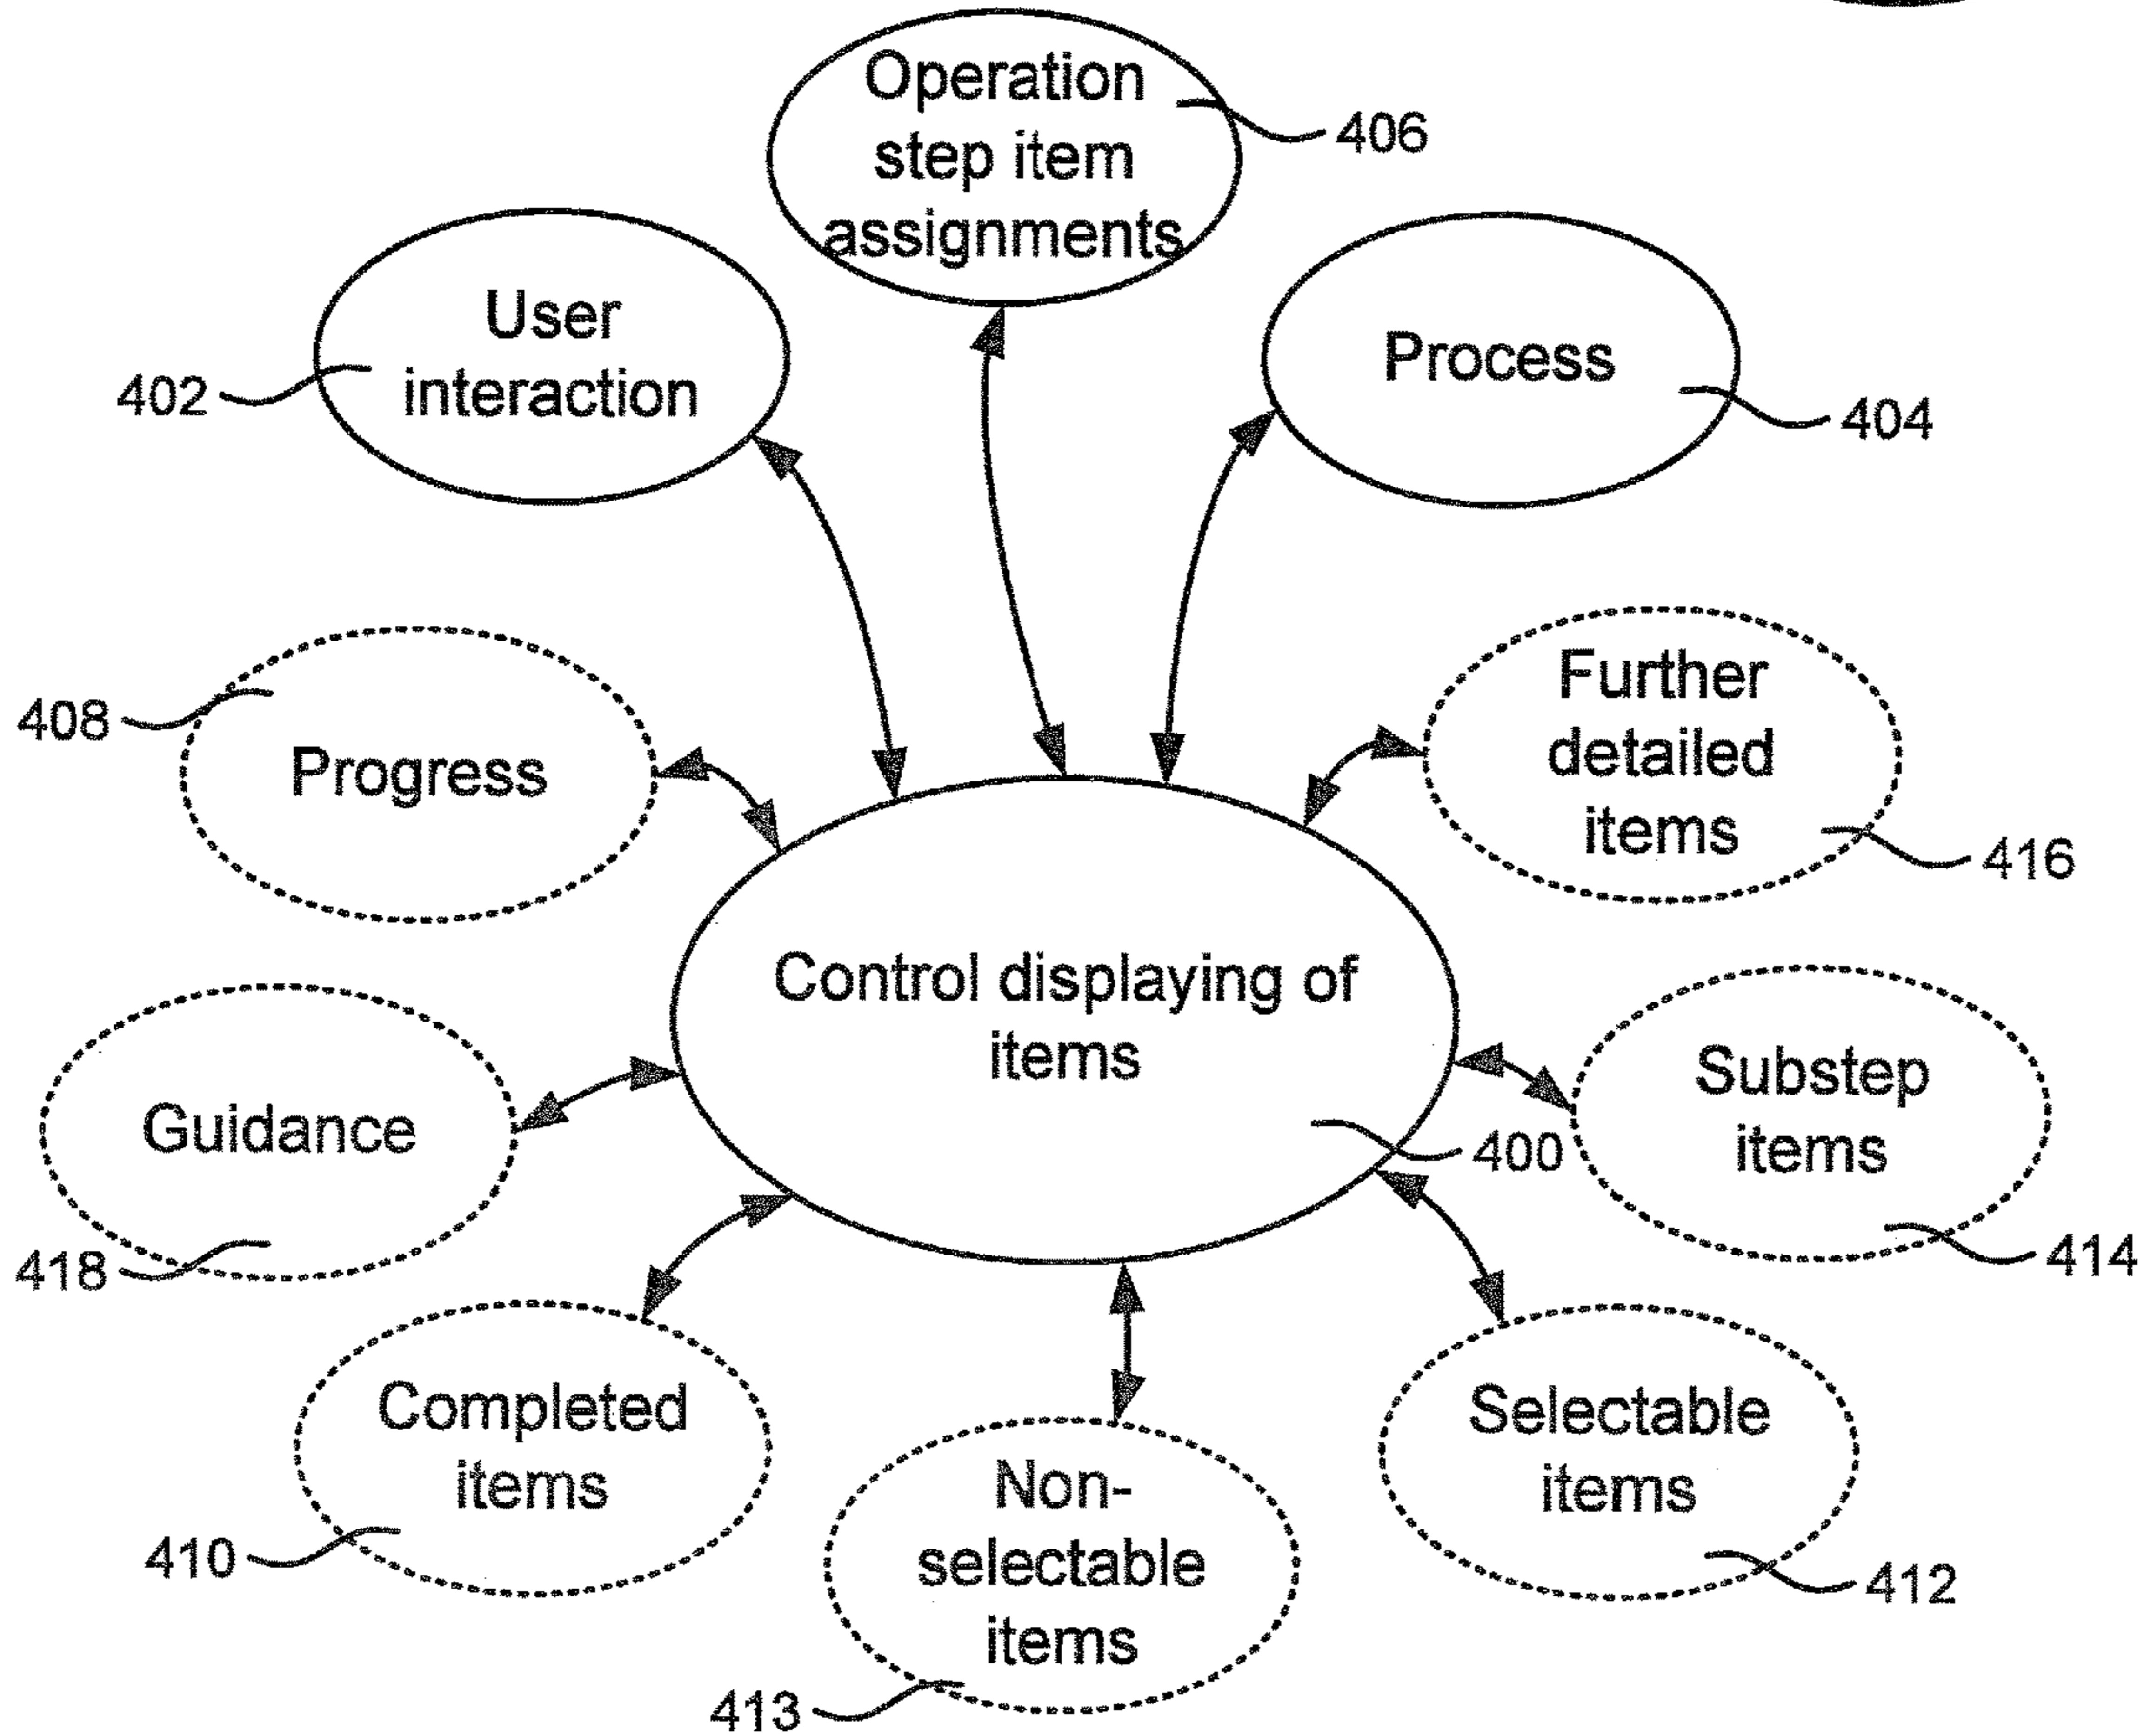 Operation
step item
assignments
406
User
interaction
402
Process
404
Progress
408
Further
detailed
items
416
Control displaying of
items
400
Guidance
418
Substep
items
414
Completed
items
410
Non-
selectable
items
413
Selectable
items
412